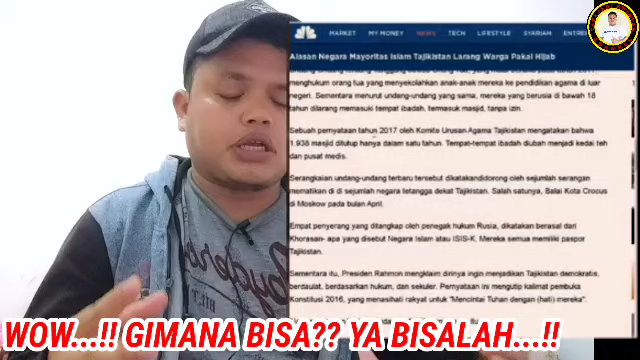 MARKET MY MONEY NEWS TECH LIFESTYLE SYARIAH ENTREP
Alasan Negara Mayoritas Islam Tajikistan Larang Warga Pakai Hijab
menghukum orang tua yang menyekolahkan anak-anak mereka ke pendidikan agama di luar
negeri. Sementara menurut undang-undang yang sama, mereka yang berusia di bawah 18
tahun dilarang memasuki tempat ibadah, termasuk masjid, tanpa izin.
Sebuah pernyataan tahun 2017 oleh Komite Urusan Agama Tajikistan mengatakan bahwa
1.938 masjid ditutup hanya dalam satu tahun. Tempat-tempat ibadah diubah menjadi kedai teh
dan pusat medis.
Serangkaian undang-undang terbaru tersebut dikatakandidorong oleh sejumlah serangan
mematikan di di sejumlah negara tetangga dekat Tajikistan. Salah satunya, Balai Kota Crocus
di Moskow pada bulan April.
Empat penyerang yang ditangkap oleh penegak hukum Rusia, dikatakan berasal dari
Khorasan- apa yang disebut Negara Islam atau ISIS-K. Mereka semua memiliki paspor
Tajikistan.
Sementara itu, Presiden Rahmon mengklaim dirinya ingin menjadikan Tajikistan demokratis,
berdaulat, berdasarkan hukum, dan sekuler. Pernyataan ini mengutip kalimat pembuka
Konstitusi 2016, yang menasihati rakyat untuk "Mencintai Tuhan dengan (hati) merdeka".
WOW...!! GIMANA BISA?? YA BISALAH...!!